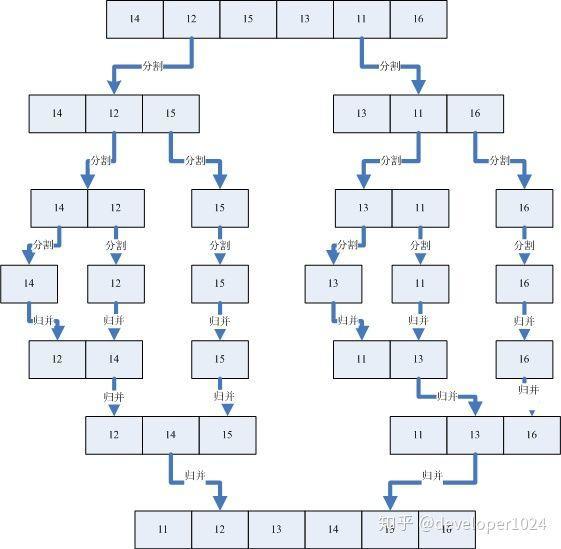 14 12 15 13 11 16
分割 分割
14 12 15 13 11 16
分割 分割 分割 分割
14 12 15 13 11 16
分割 分割 分割 分割 分割 分割
14 12 15 13 11 16
归并 归并 归并 归并 归并 归并
12 14 15 11 13 16
归并 归并 归并 归并
12 14 15 11 13 16
归并 归并
11 12 13 14 15 16
知乎 @developer1024